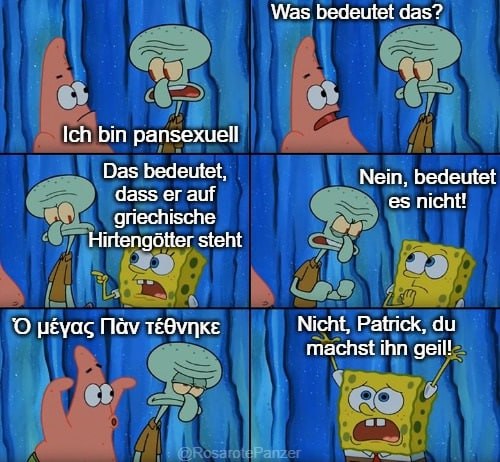 Ich bin pansexuell
Was bedeutet das?
Das bedeutet,
dass er auf
griechische
Hirtengötter steht
Nein, bedeutet
es nicht!
Ὁ μέγας Πὰν τέθνηκε
Nicht, Patrick, du
machst ihn geil!
@RosarotePanzer